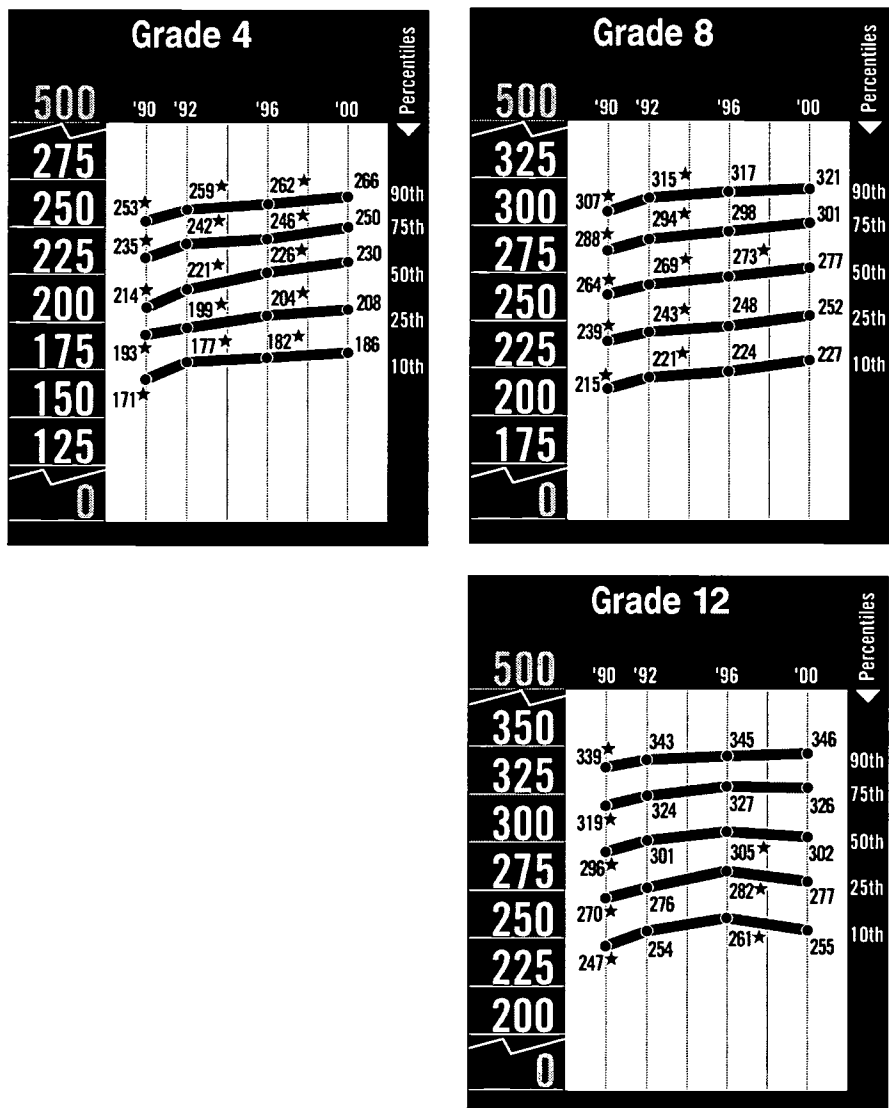 Grade 4
Percentiles
500 '90 '92 '96 '00
275
250
225
200
175
150
125
0
253★ 259★ 262★ 266 90th
235★ 242★ 246★ 250 75th
214★ 221★ 226★ 230 50th
193★ 199★ 204★ 208 25th
171★ 177★ 182★ 186 10th
Grade 8
Percentiles
500 '90 '92 '96 '00
325
300
275
250
225
200
175
0
307★ 315★ 317 321 90th
288★ 294★ 298 301 75th
264★ 269★ 273★ 277 50th
239★ 243★ 248 252 25th
215★ 221★ 224 227 10th
Grade 12
Percentiles
500 '90 '92 '96 '00
350
325
300
275
250
225
200
0
339★ 343 345 346 90th
319★ 324 327 326 75th
296★ 301 305★ 302 50th
270★ 276 282★ 277 25th
247★ 254 261★ 255 10th